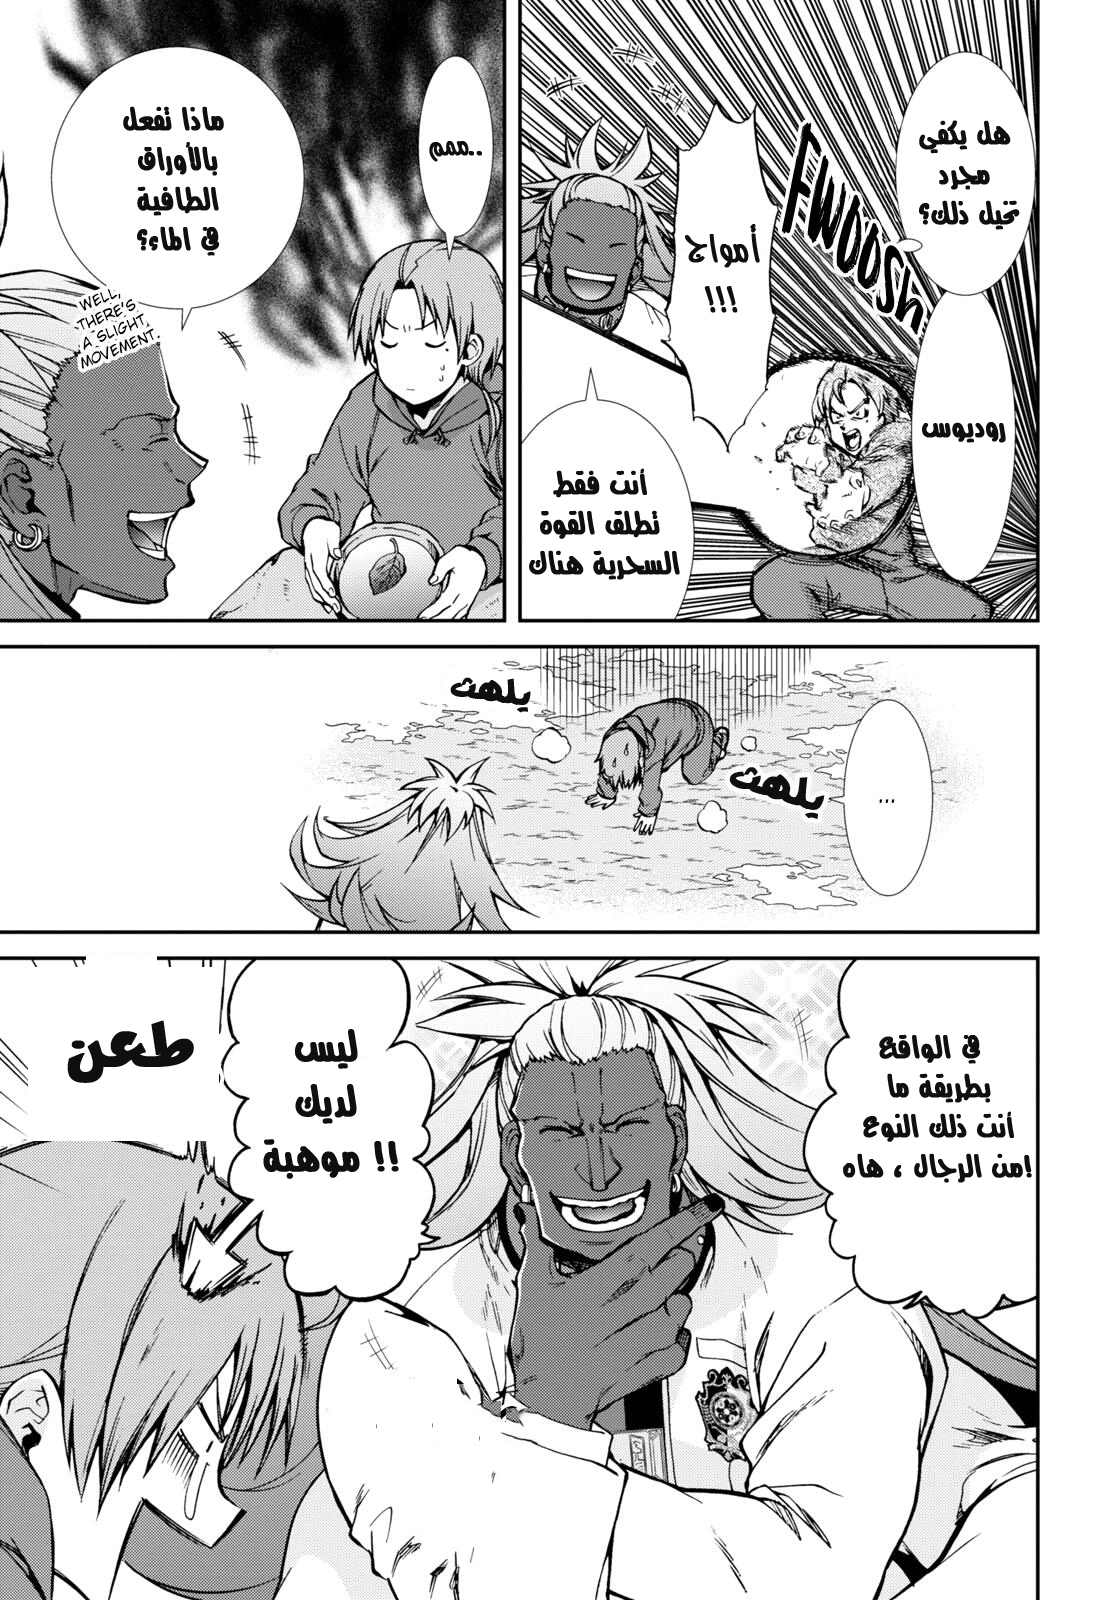 هل يكفي
مجرد
تخيل ذلك؟
FWOOSH
روديوس
أمواج
!!!
أنت فقط
تطلق القوة
السحرية هناك
..ممم
ماذا تفعل
بالأوراق
الطافية
في الماء؟
WELL,
THERE'S
A SLIGHT
MOVEMENT.
...
يلهث
يلهث
في الواقع
بطريقة ما
أنت ذلك النوع
من الرجال ، هاه!
ليس
لديك
موهبة !!
طعن